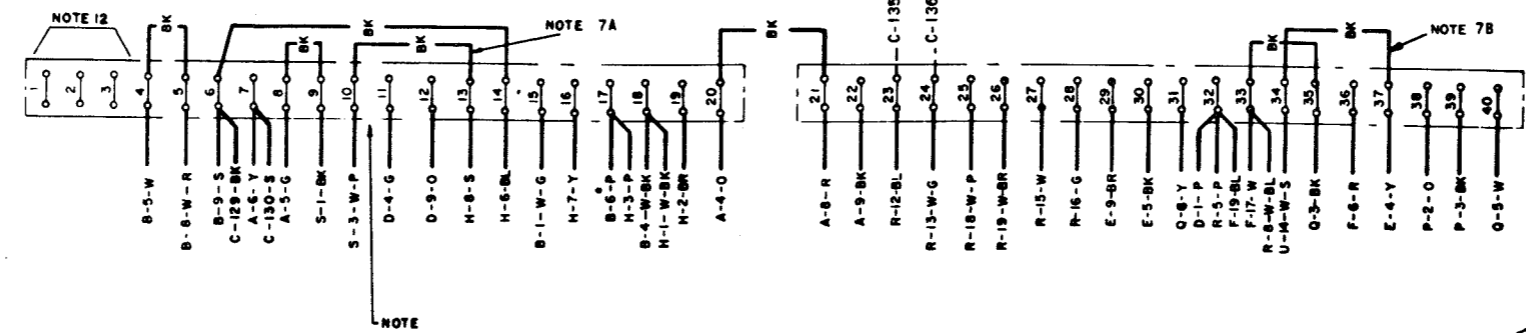 NOTE 12
BK
BK
BK
BK
NOTE 7A
BK
C-135
C-136
BK
BK
NOTE 7B
1
2
3
4
5
6
7
8
9
10
11
12
13
14
15
16
17
18
19
20
21
22
23
24
25
26
27
28
29
30
31
32
33
34
35
36
37
38
39
40
B-5-W
B-8-W-R
B-9-S
C-129-BK
A-6-Y
C-130-S
A-5-G
S-1-BK
S-3-W-P
D-4-G
D-9-O
H-8-S
H-6-BL
B-1-W-G
H-7-Y
B-6-P*
H-3-P
B-4-W-BK
H-1-W-BK
H-2-BR
A-4-O
A-8-R
A-9-BK
R-12-BL
R-13-W-G
R-18-W-P
R-19-W-BR
R-15-W
R-16-G
E-9-BR
E-5-BK
Q-8-Y
D-1-P
R-5-P
F-19-BL
F-17-W
R-8-W-BL
U-14-W-S
Q-3-BK
F-6-R
E-4-Y
P-2-O
P-3-BK
Q-5-W
NOTE